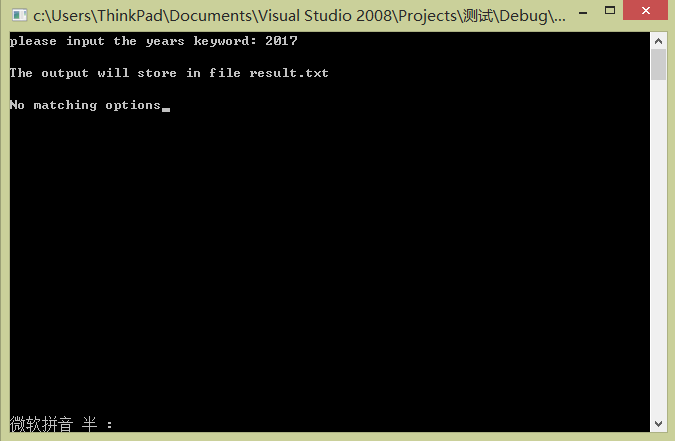 c:\Users\ThinkPad\Documents\Visual Studio 2008\Projects\测试\Debug\...
please input the years keyword: 2017
The output will store in file result.txt
No matching options
微软拼音 半 :